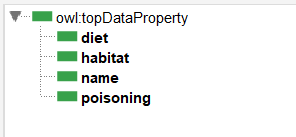 owl:topDataProperty
diet
habitat
name
poisoning